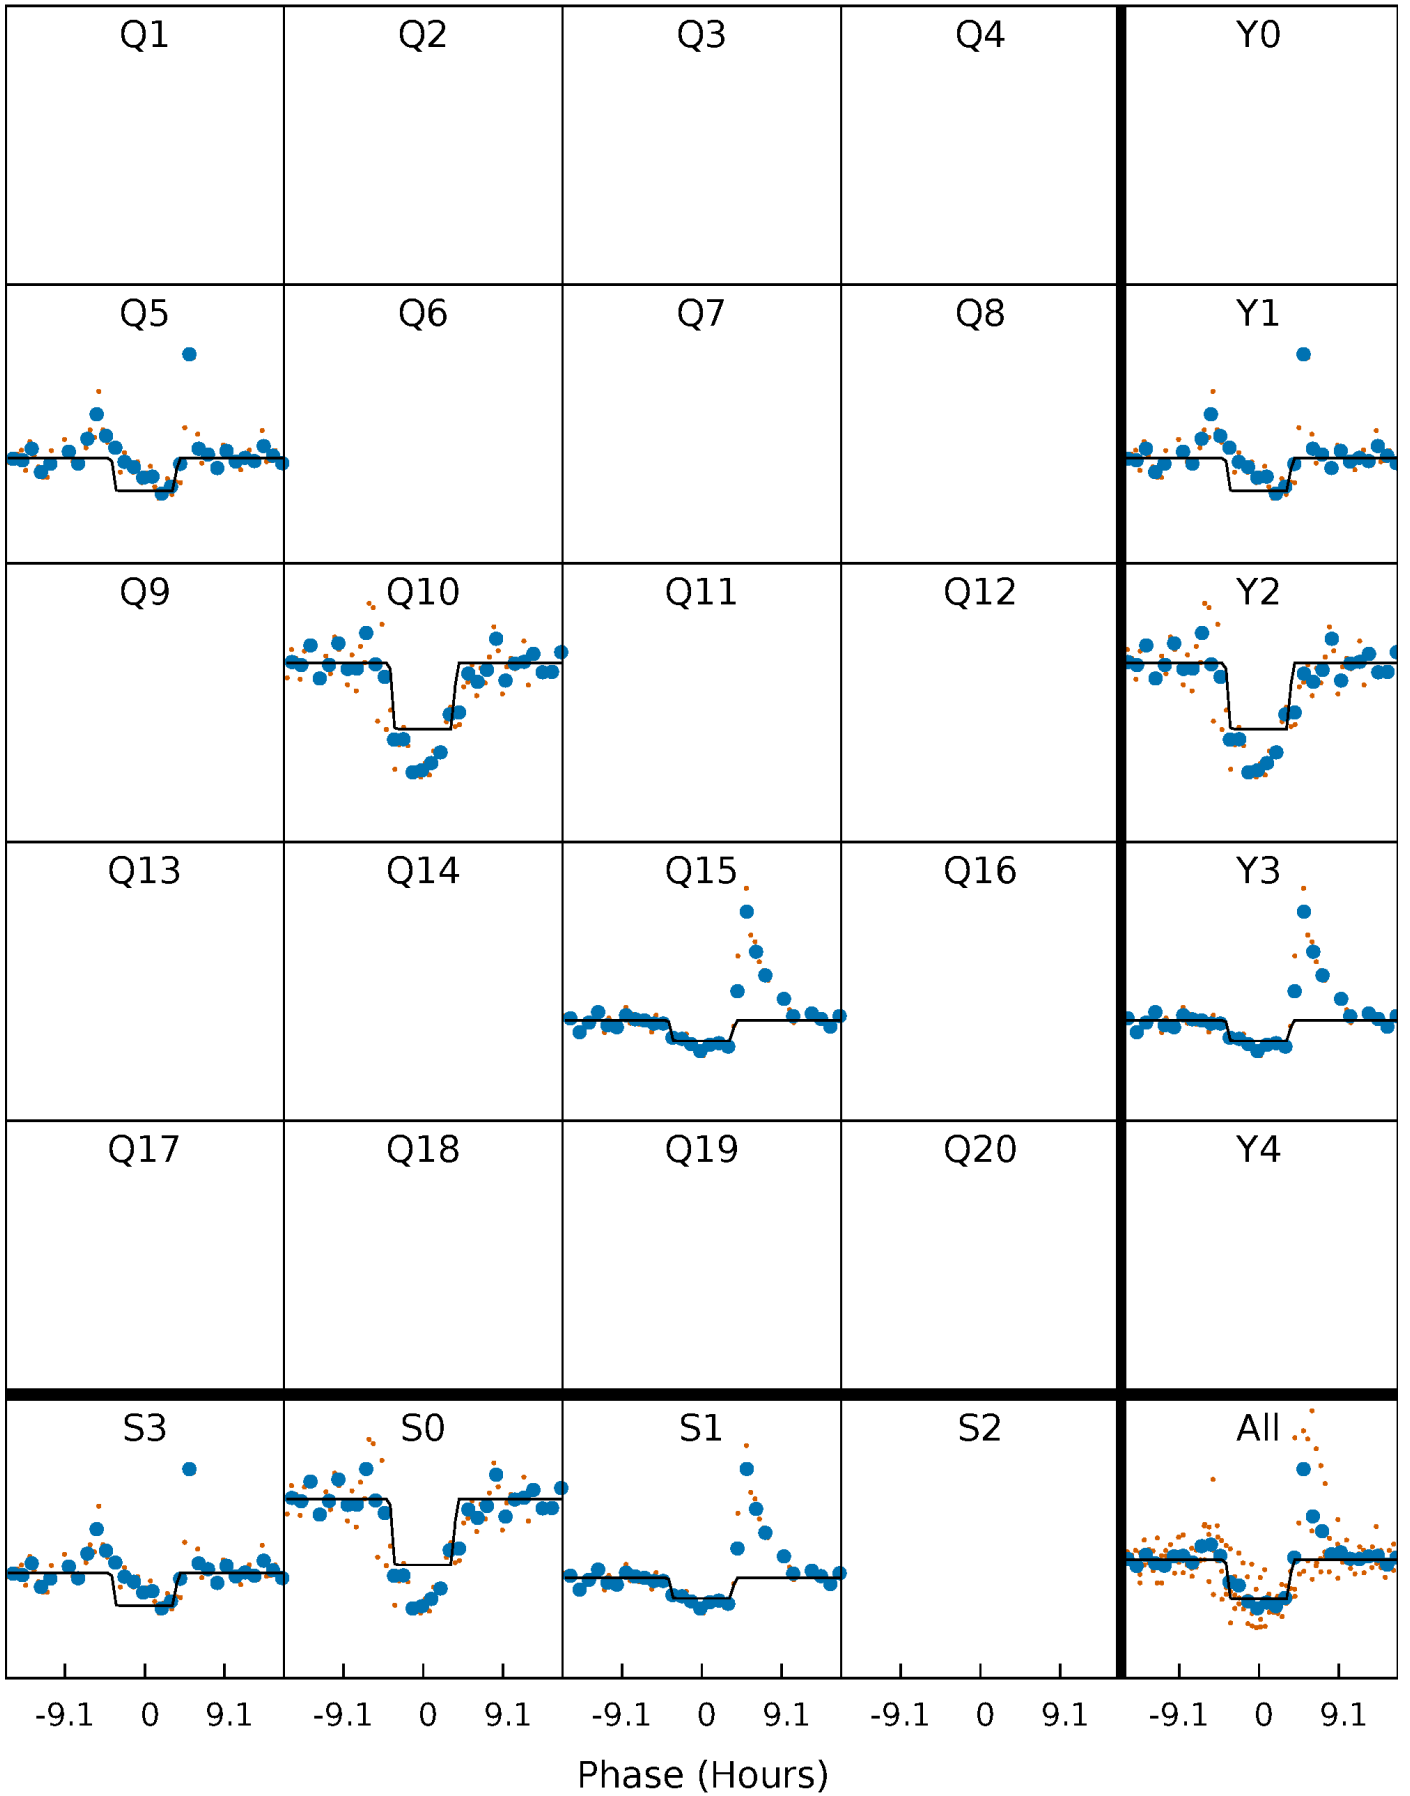 Q1 Q2 Q3 Q4 Y0
Q5 Q6 Q7 Q8 Y1
Q9 Q10 Q11 Q12 Y2
Q13 Q14 Q15 Q16 Y3
Q17 Q18 Q19 Q20 Y4
S3 S0 S1 S2 All
-9.1 0 9.1 -9.1 0 9.1 -9.1 0 9.1 -9.1 0 9.1 -9.1 0 9.1
Phase (Hours)